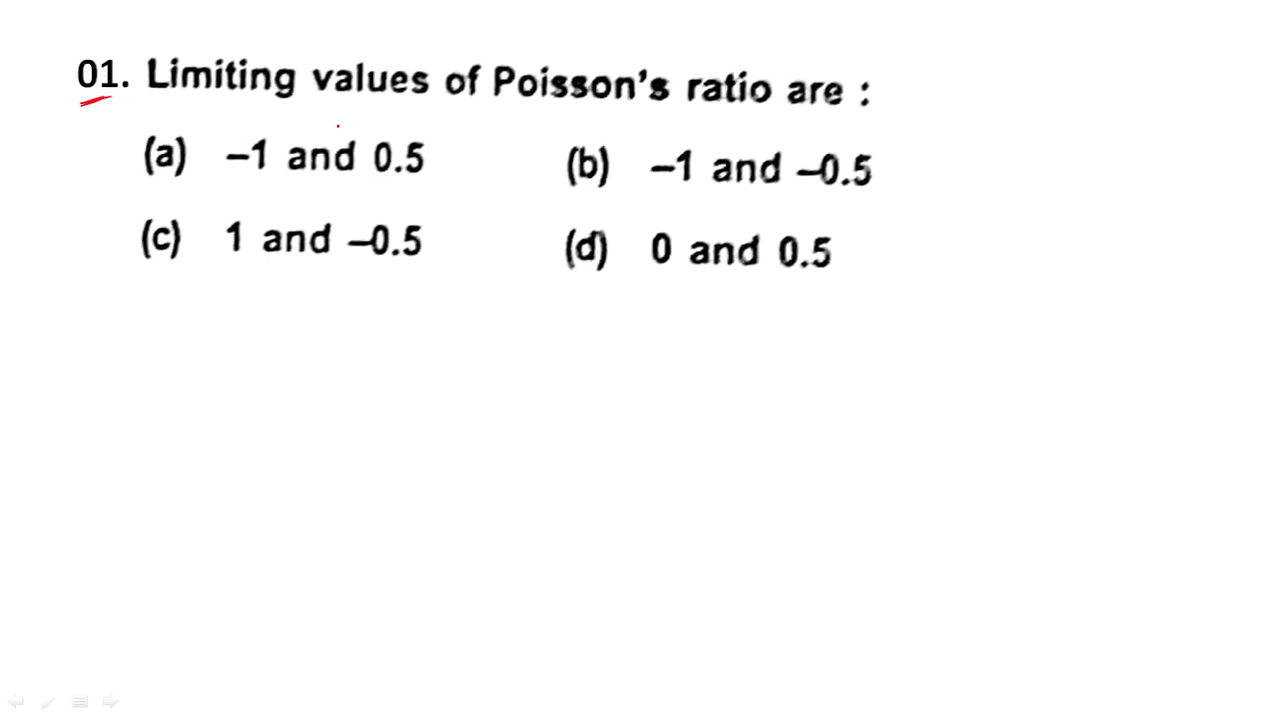 01. Limiting values of Poisson's ratio are :
(a) –1 and 0.5 (b) –1 and –0.5
(c) 1 and –0.5 (d) 0 and 0.5